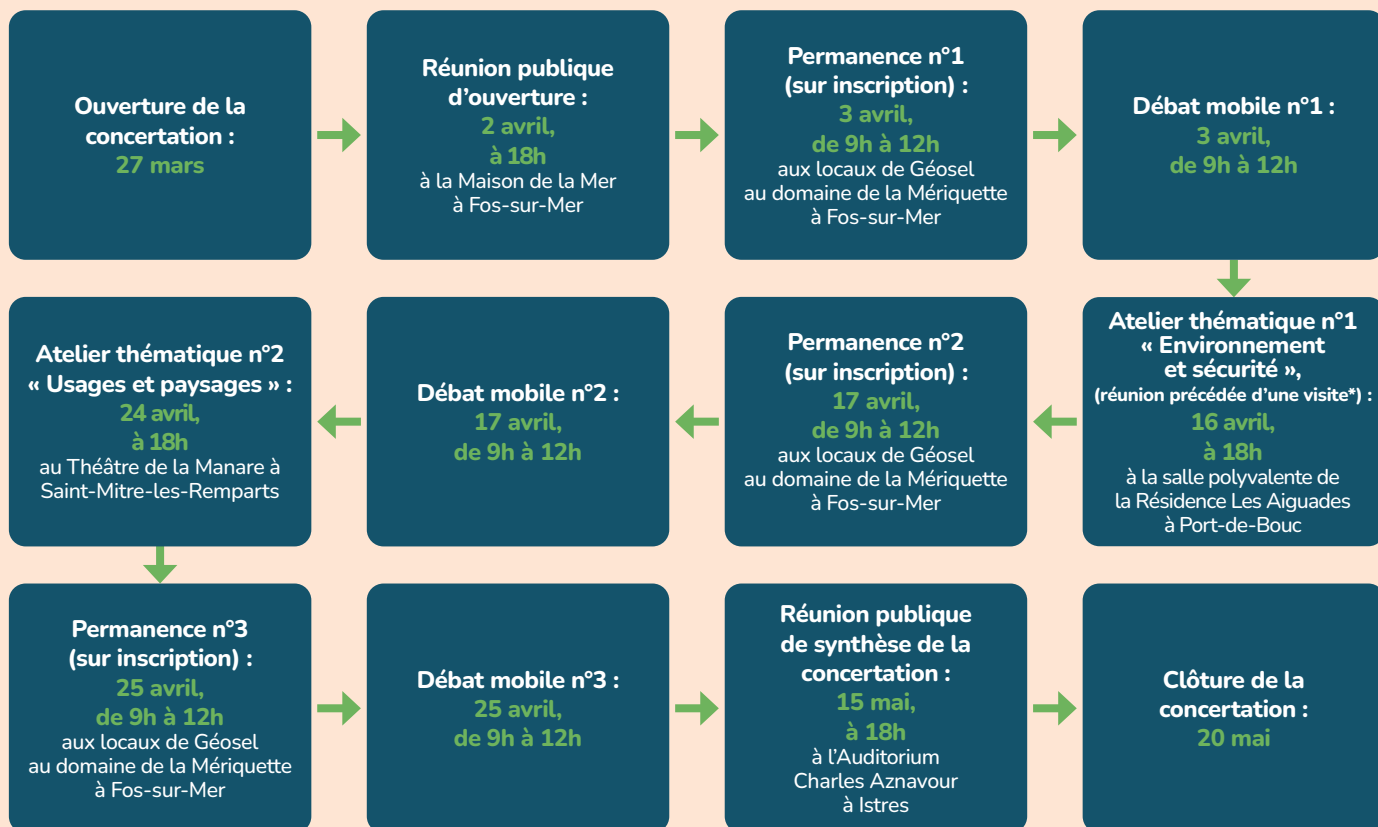 Ouverture de la
concertation :
27 mars
Réunion publique
d’ouverture :
2 avril,
à 18h
à la Maison de la Mer
à Fos-sur-Mer
Permanence n°1
(sur inscription) :
3 avril,
de 9h à 12h
aux locaux de Géosel
au domaine de la Mériquette
à Fos-sur-Mer
Débat mobile n°1 :
3 avril,
de 9h à 12h
Atelier thématique n°1
« Environnement
et sécurité »,
(réunion précédée d’une visite*) :
16 avril,
à 18h
à la salle polyvalente de
la Résidence Les Aiguades
à Port-de-Bouc
Permanence n°2
(sur inscription) :
17 avril,
de 9h à 12h
aux locaux de Géosel
au domaine de la Mériquette
à Fos-sur-Mer
Débat mobile n°2 :
17 avril,
de 9h à 12h
Atelier thématique n°2
« Usages et paysages » :
24 avril,
à 18h
au Théâtre de la Manare à
Saint-Mitre-les-Remparts
Permanence n°3
(sur inscription) :
25 avril,
de 9h à 12h
aux locaux de Géosel
au domaine de la Mériquette
à Fos-sur-Mer
Débat mobile n°3 :
25 avril,
de 9h à 12h
Réunion publique
de synthèse de la
concertation :
15 mai,
à 18h
à l’Auditorium
Charles Aznavour
à Istres
Clôture de la
concertation :
20 mai